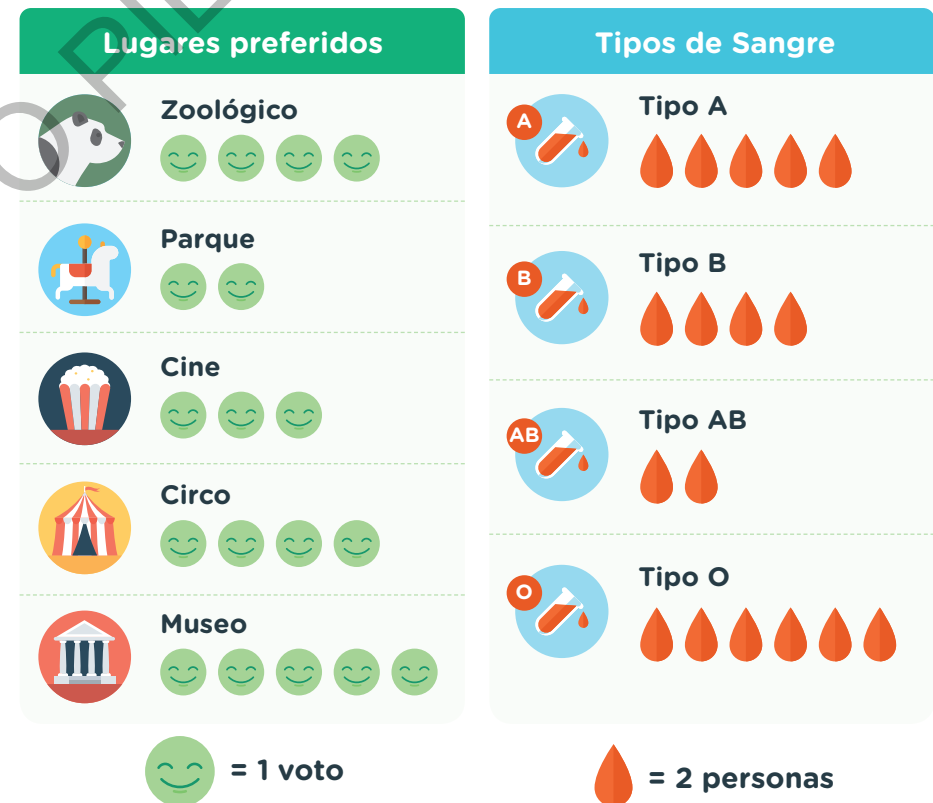 Lugares preferidos
Zoológico
Parque
Cine
Circo
Museo
= 1 voto
Tipos de Sangre
A
Tipo A
B
Tipo B
AB
Tipo AB
O
Tipo O
= 2 personas